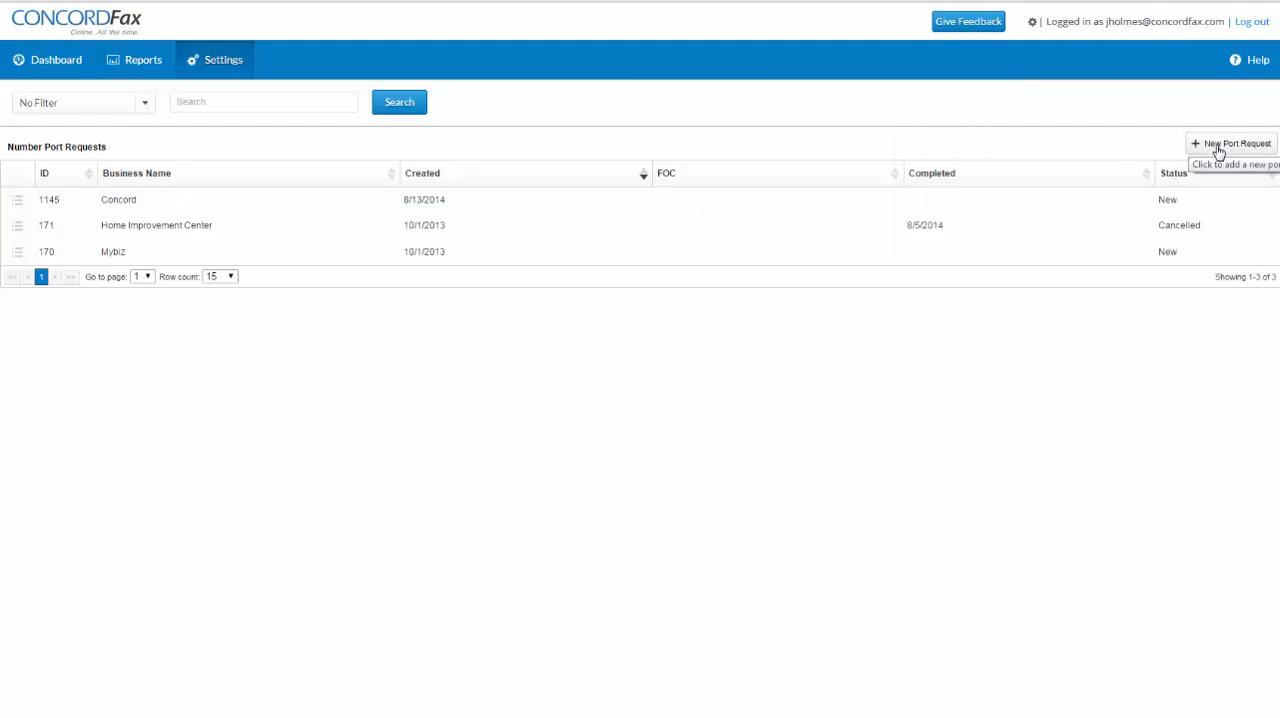 CONCORDFax
Online. All the time.
Give Feedback
| Logged in as jholmes@concordfax.com | Log out
Dashboard
Reports
Settings
Help
No Filter
Search
Search
Number Port Requests
+ New Port Request
Click to add a new
ID Business Name Created FOC Completed Status
1145 Concord 8/13/2014 New
171 Home Improvement Center 10/1/2013 8/5/2014 Cancelled
170 Mybiz 10/1/2013 New
<< < 1 > >> Go to page: 1 Row count: 15 Showing 1-3 of 3